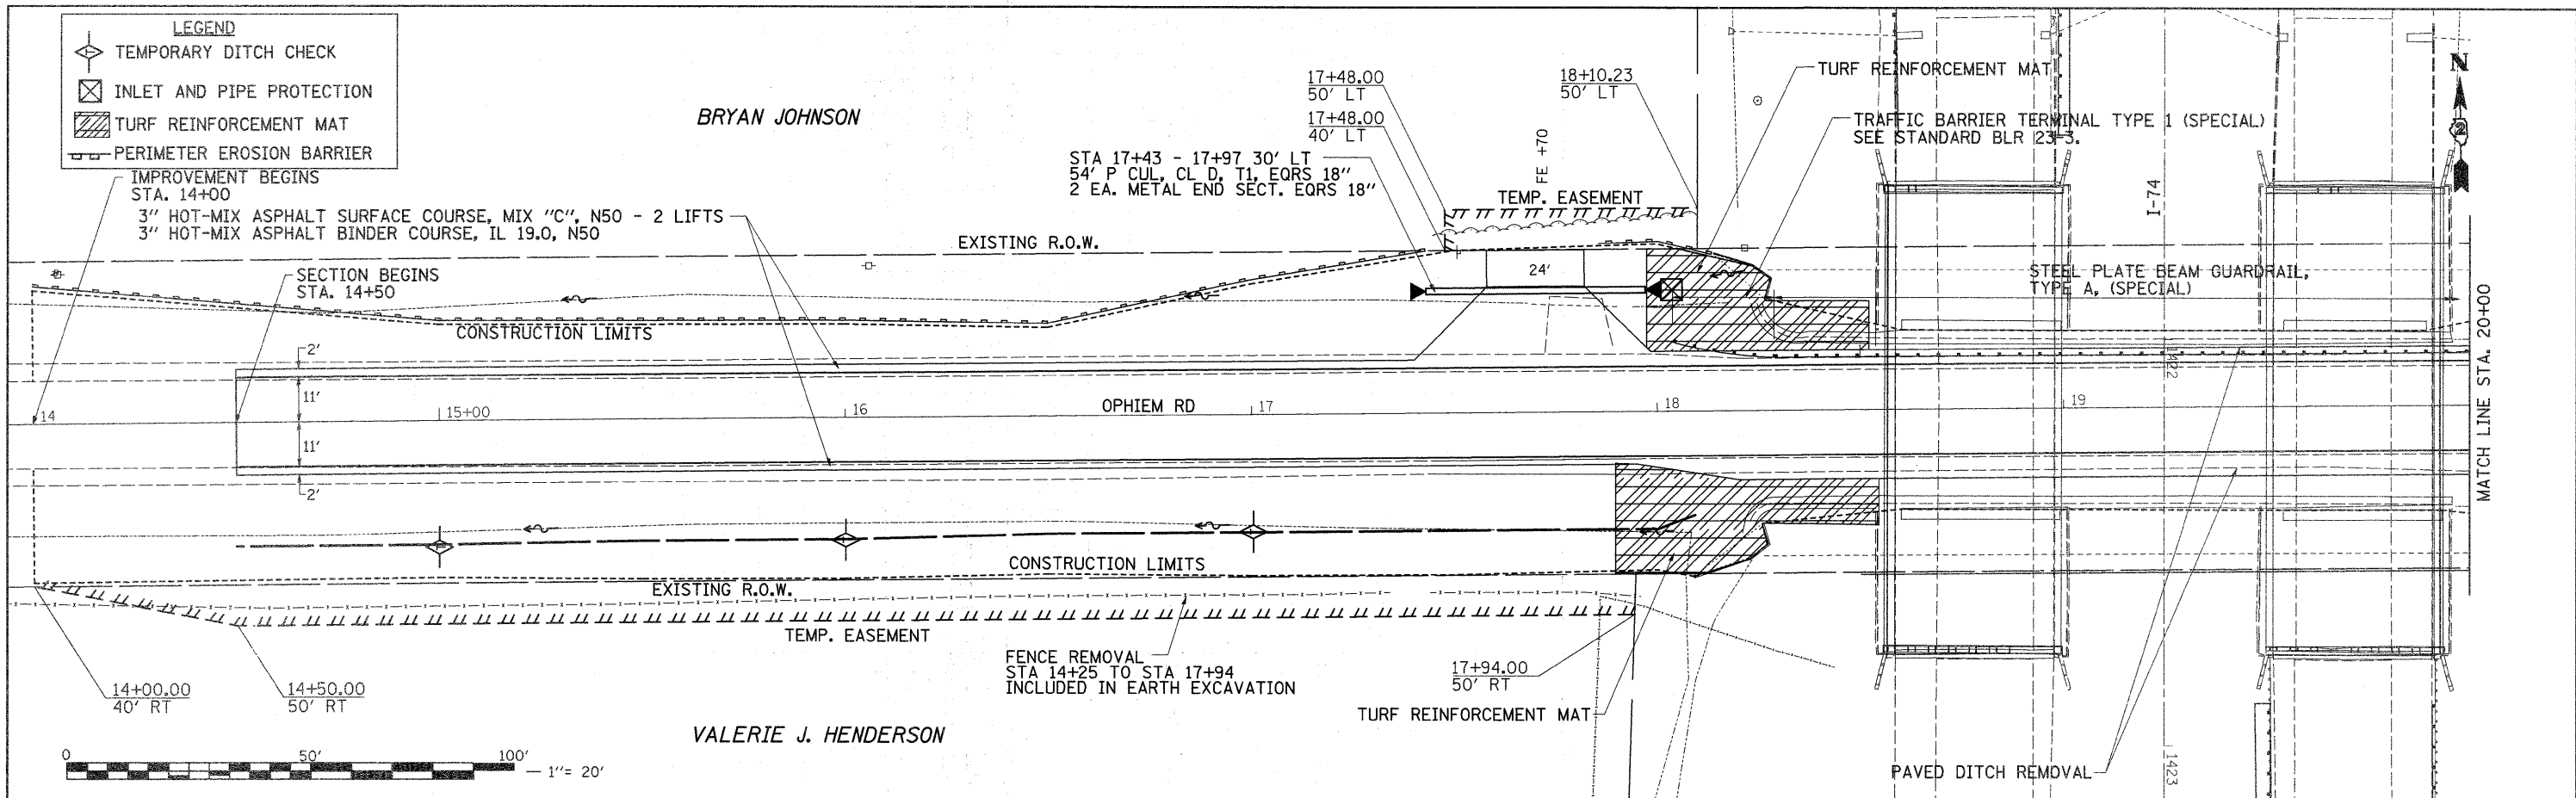 LEGEND
TEMPORARY DITCH CHECK
INLET AND PIPE PROTECTION
TURF REINFORCEMENT MAT
PERIMETER EROSION BARRIER
IMPROVEMENT BEGINS
STA. 14+00
3" HOT-MIX ASPHALT SURFACE COURSE, MIX "C", N50 - 2 LIFTS
3" HOT-MIX ASPHALT BINDER COURSE, IL 19.0, N50
SECTION BEGINS
STA. 14+50
BRYAN JOHNSON
EXISTING R.O.W.
CONSTRUCTION LIMITS
17+48.00
50' LT
17+48.00
40' LT
STA 17+43 - 17+97 30' LT
54' P CUL, CL D, T1, EQRS 18"
2 EA. METAL END SECT. EQRS 18"
FE +70
18+10.23
50' LT
TEMP. EASEMENT
24'
TURF REINFORCEMENT MAT
TRAFFIC BARRIER TERMINAL TYPE 1 (SPECIAL)
SEE STANDARD BLR 23-3.
I-74
N
2
STEEL PLATE BEAM GUARDRAIL,
TYPE A, (SPECIAL)
MATCH LINE STA. 20+00
1422
2'
11'
14
15+00
16
OPHIEM RD
17
18
19
11'
2'
CONSTRUCTION LIMITS
EXISTING R.O.W.
TEMP. EASEMENT
FENCE REMOVAL
STA 14+25 TO STA 17+94
INCLUDED IN EARTH EXCAVATION
14+00.00
40' RT
14+50.00
50' RT
17+94.00
50' RT
TURF REINFORCEMENT MAT
VALERIE J. HENDERSON
PAVED DITCH REMOVAL
1423
0 50' 100'
1"= 20'